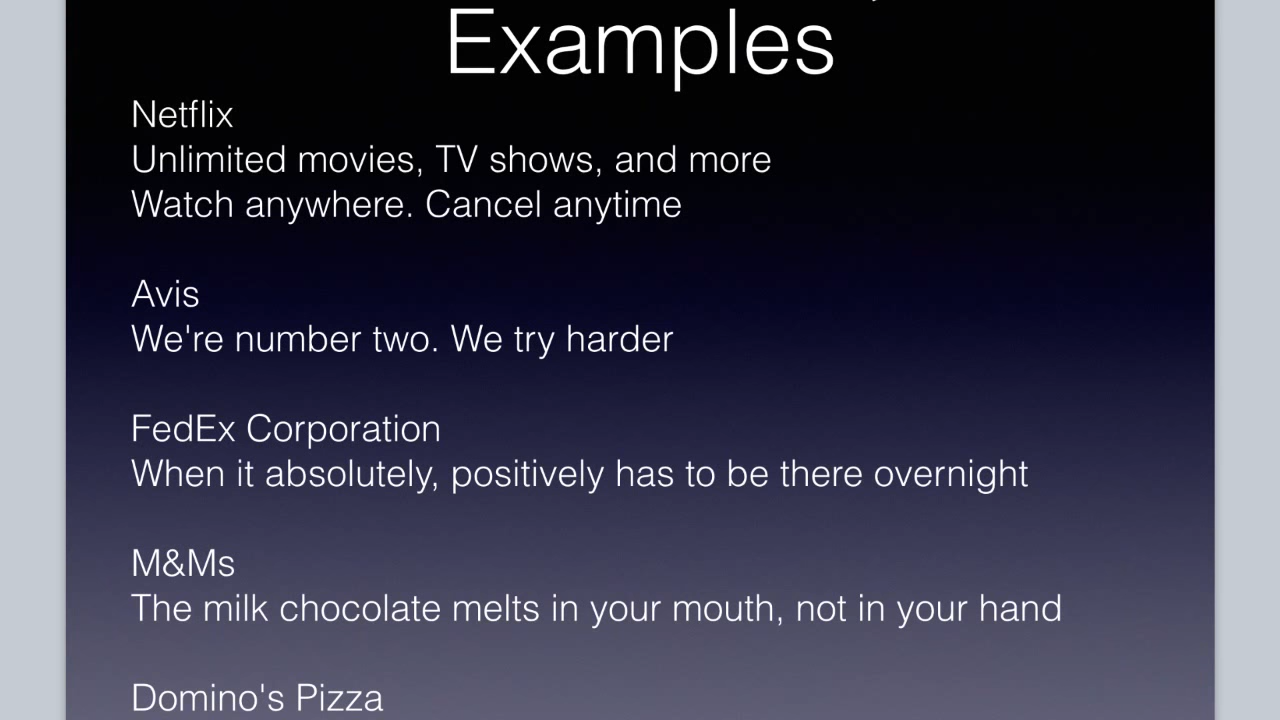 Examples
Netflix
Unlimited movies, TV shows, and more
Watch anywhere. Cancel anytime
Avis
We're number two. We try harder
FedEx Corporation
When it absolutely, positively has to be there overnight
M&Ms
The milk chocolate melts in your mouth, not in your hand
Domino's Pizza